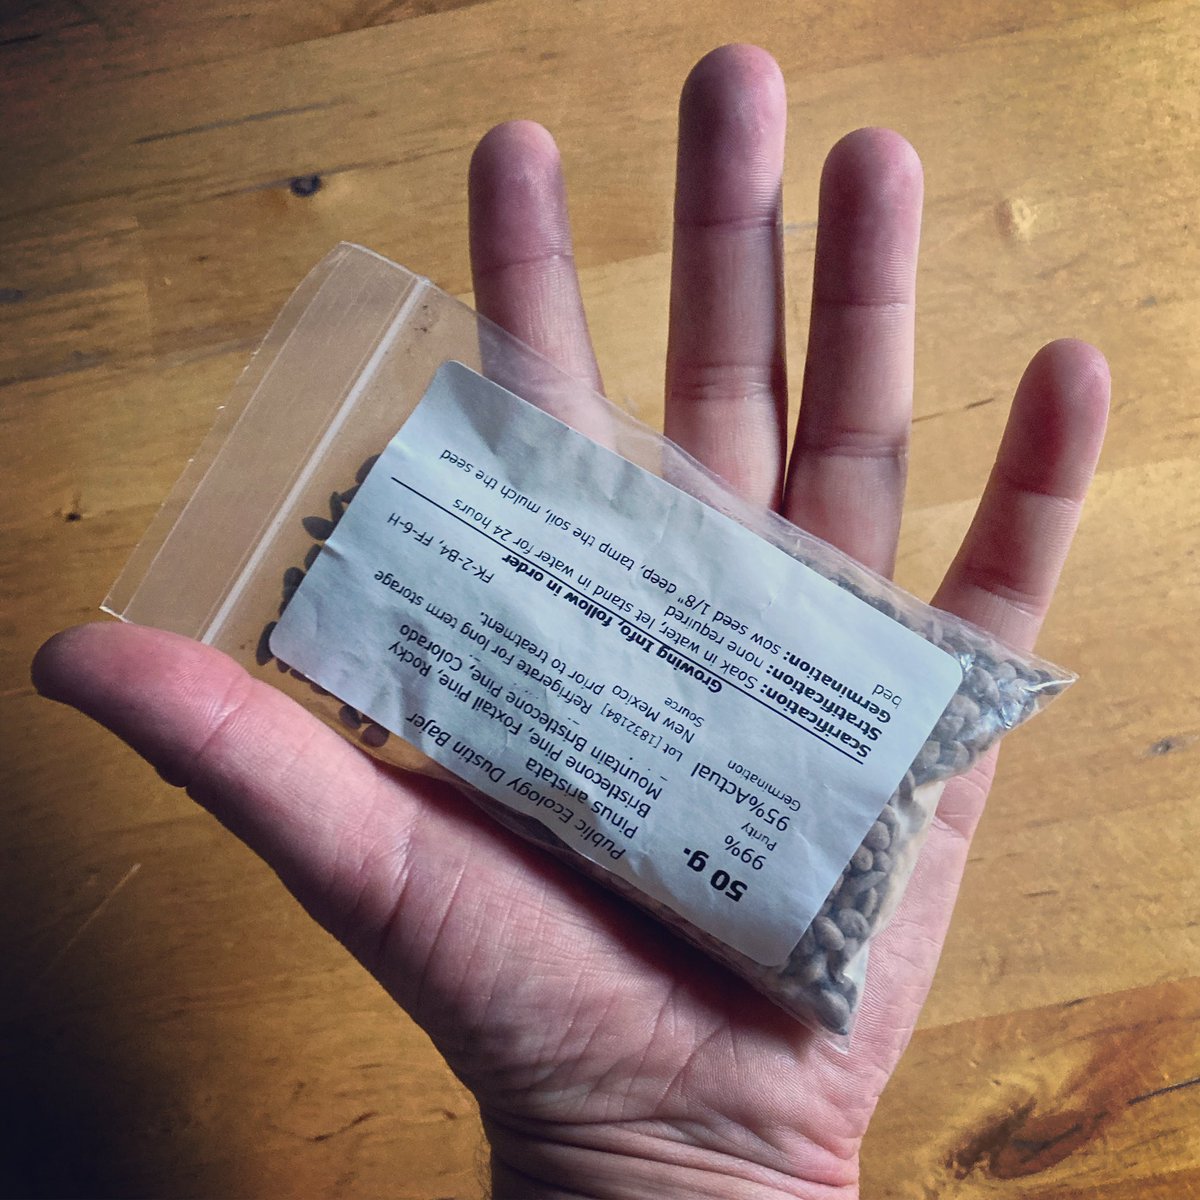 50 g.
Public Ecology Dustin Bajer
Pinus aristata
Bristlecone Pine, Foxtail Pine, Rocky
Mountain Bristlecone Pine, Colorado
99%
Purity
95%Actual
Germination
Lot [1832184] Refrigerate For long term storage
New Mexico prior to treatment.
Source
FK-2-B4, FF-6-H
Growing Info, follow in order
Scarification: Soak in water, let stand in water for 24 hours
Stratification: none required
Germination: sow seed 1/8" deep, tamp the soil, mulch the seed
bed